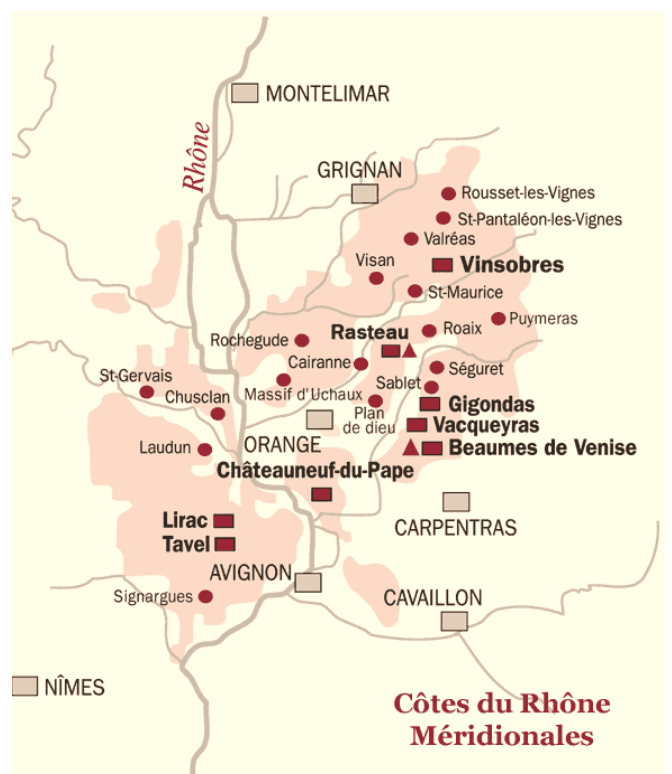 MONTELIMAR
Rhône
GRIGNAN
Rousset-les-Vignes
St-Pantaléon-les-Vignes
Valréas
Visan
Vinsobres
St-Maurice
Puymeras
Rochegude
Rasteau
Roaix
Cairanne
Séguret
St-Gervais
Massif d'Uchaux
Sablet
Chusclan
Plan
de dieu
Gigondas
Vacqueyras
ORANGE
Laudun
Beaumes de Venise
Châteauneuf-du-Pape
Lirac
CARPENTRAS
Tavel
AVIGNON
Signargues
CAVAILLON
NÎMES
Côtes du Rhône
Méridionales